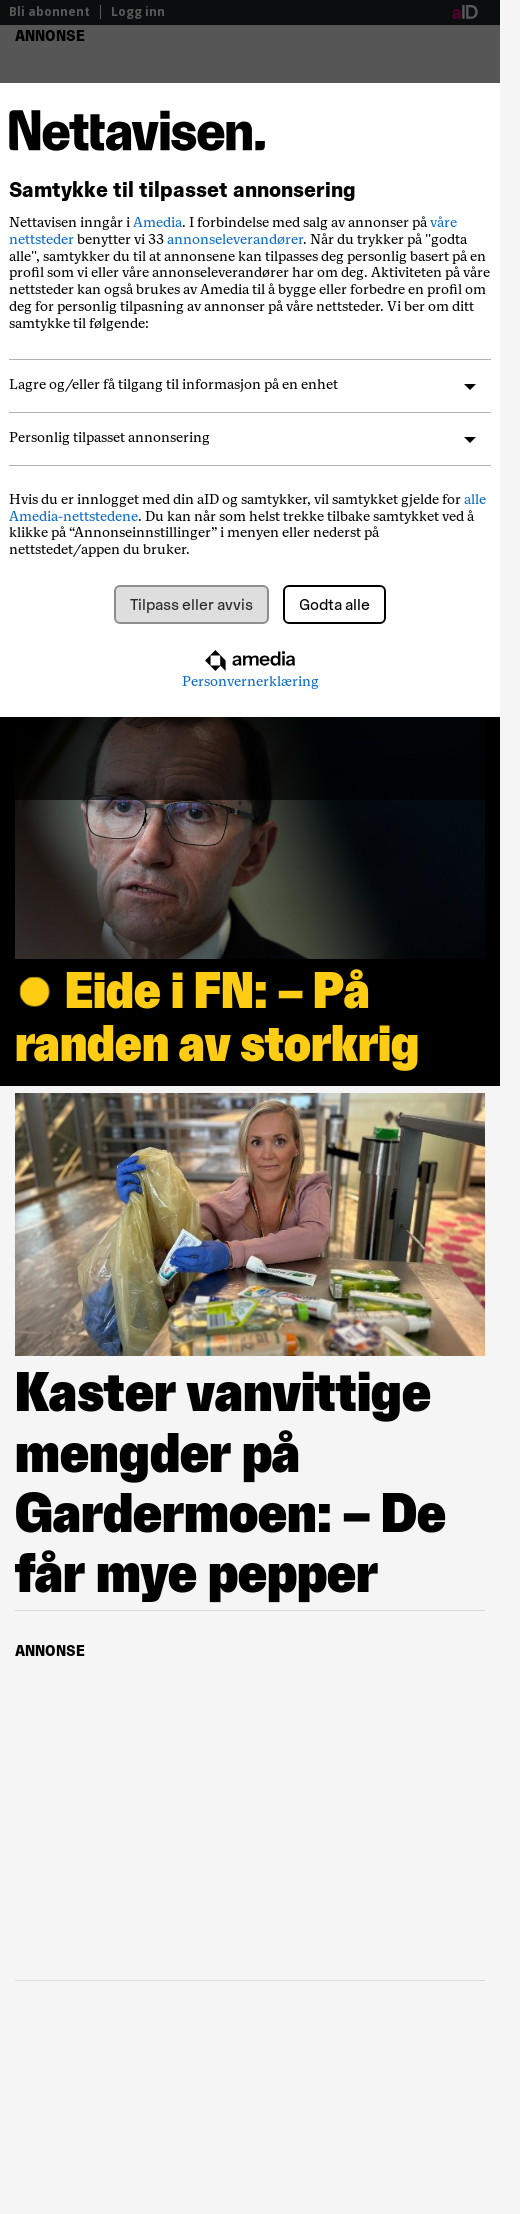 Bli abonnent | Logg inn aID
ANNONSE
Nettavisen.
Samtykke til tilpasset annonsering
Nettavisen inngår i Amedia. I forbindelse med salg av annonser på våre
nettsteder benytter vi 33 annonseleverandører. Når du trykker på "godta
alle", samtykker du til at annonsene kan tilpasses deg personlig basert på en
profil som vi eller våre annonseleverandører har om deg. Aktiviteten på våre
nettsteder kan også brukes av Amedia til å bygge eller forbedre en profil om
deg for personlig tilpasning av annonser på våre nettsteder. Vi ber om ditt
samtykke til følgende:
Lagre og/eller få tilgang til informasjon på en enhet
Personlig tilpasset annonsering
Hvis du er innlogget med din aID og samtykker, vil samtykket gjelde for alle
Amedia-nettstedene. Du kan når som helst trekke tilbake samtykket ved å
klikke på “Annonseinnstillinger” i menyen eller nederst på
nettstedet/appen du bruker.
Tilpass eller avvis Godta alle
amedia
Personvernerklæring
Eide i FN: – På
randen av storkrig
Kaster vanvittige
mengder på
Gardermoen: – De
får mye pepper
ANNONSE